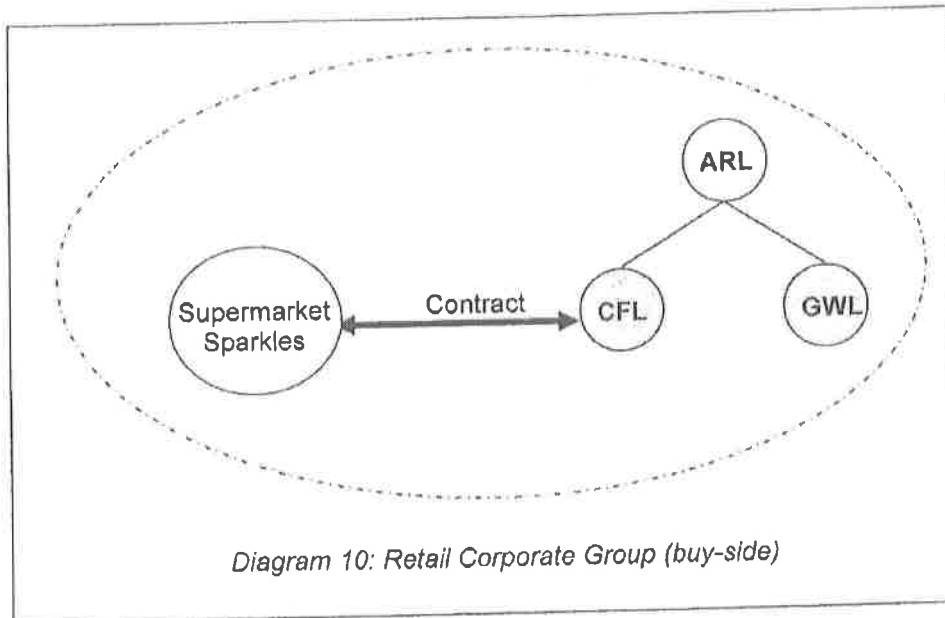 ARL
Supermarket
Sparkles
Contract
CFL
GWL
Diagram 10: Retail Corporate Group (buy-side)